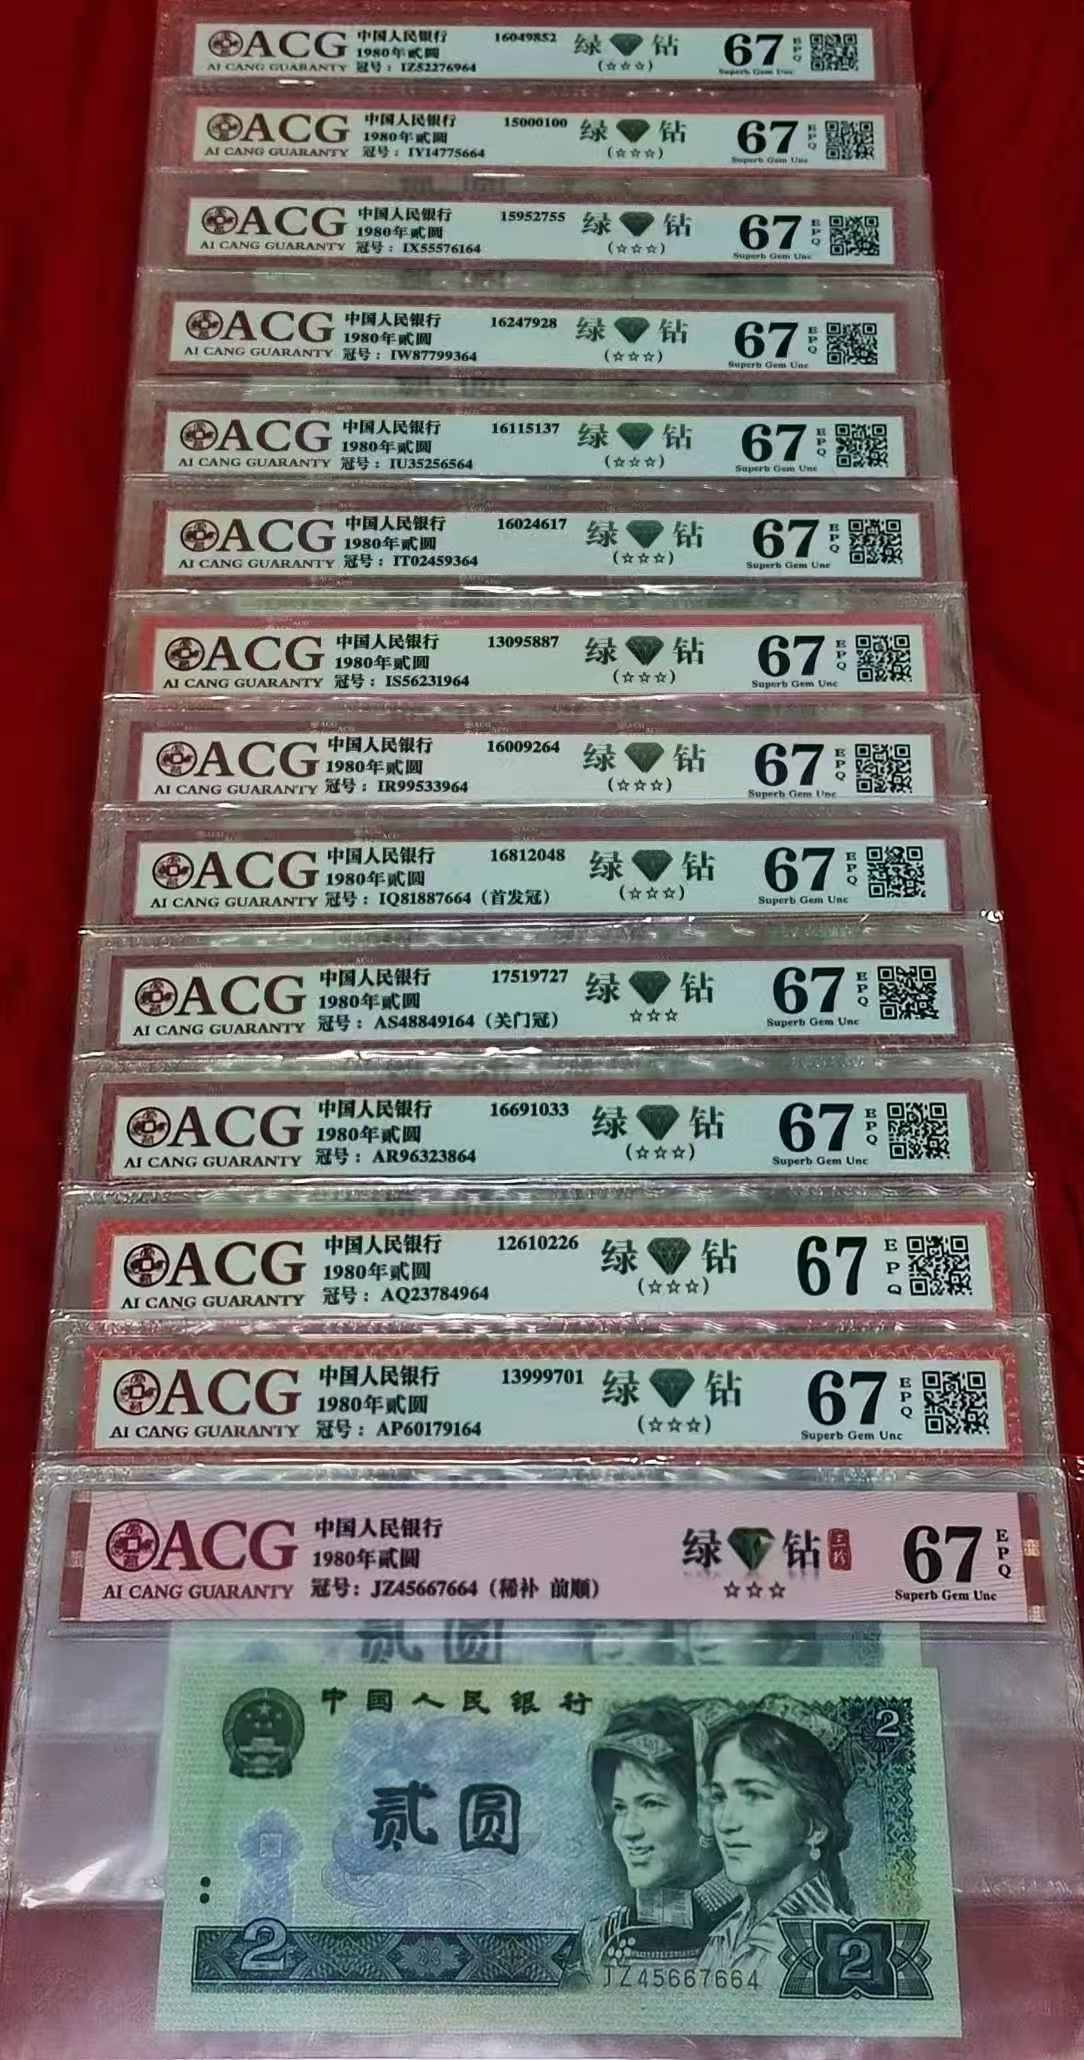 ACG 中国人民银行 16049852 绿 钻 67 EPQ
1980年贰圆 (☆☆☆) Superb Gem Unc
AI CANG GUARANTY 冠号：IZ52276964
ACG 中国人民银行 15000100 绿 钻 67 EPQ
1980年贰圆 (☆☆☆) Superb Gem Unc
AI CANG GUARANTY 冠号：IY14775664
ACG 中国人民银行 15952755 绿 钻 67 EPQ
1980年贰圆 (☆☆☆) Superb Gem Unc
AI CANG GUARANTY 冠号：IX55576164
ACG 中国人民银行 16247928 绿 钻 67 EPQ
1980年贰圆 (☆☆☆) Superb Gem Unc
AI CANG GUARANTY 冠号：IW87799364
ACG 中国人民银行 16115137 绿 钻 67 EPQ
1980年贰圆 (☆☆☆) Superb Gem Unc
AI CANG GUARANTY 冠号：IU35256564
ACG 中国人民银行 16024617 绿 钻 67 EPQ
1980年贰圆 (☆☆☆) Superb Gem Unc
AI CANG GUARANTY 冠号：IT02459364
ACG 中国人民银行 13095887 绿 钻 67 EPQ
1980年贰圆 (☆☆☆) Superb Gem Unc
AI CANG GUARANTY 冠号：IS56231964
ACG 中国人民银行 16009264 绿 钻 67 EPQ
1980年贰圆 (☆☆☆) Superb Gem Unc
AI CANG GUARANTY 冠号：IR99533964
ACG 中国人民银行 16812048 绿 钻 67 EPQ
1980年贰圆 (☆☆☆) Superb Gem Unc
AI CANG GUARANTY 冠号：IQ81887664（首发冠）
ACG 中国人民银行 17519727 绿 钻 67 EPQ
1980年贰圆 ☆☆☆ Superb Gem Unc
AI CANG GUARANTY 冠号：AS48849164（关门冠）
ACG 中国人民银行 16691033 绿 钻 67 EPQ
1980年贰圆 (☆☆☆) Superb Gem Unc
AI CANG GUARANTY 冠号：AR96323864
ACG 中国人民银行 12610226 绿 钻 67 EPQ
1980年贰圆 (☆☆☆)
AI CANG GUARANTY 冠号：AQ23784964
ACG 中国人民银行 13999701 绿 钻 67 EPQ
1980年贰圆 (☆☆☆) Superb Gem Unc
AI CANG GUARANTY 冠号：AP60179164
ACG 中国人民银行 绿 钻 三珍 67 EPQ
1980年贰圆 ☆☆☆ Superb Gem Unc
AI CANG GUARANTY 冠号：JZ45667664（稀补 前顺）
贰圆
中国人民银行 2
贰圆
2 JZ45667664 2